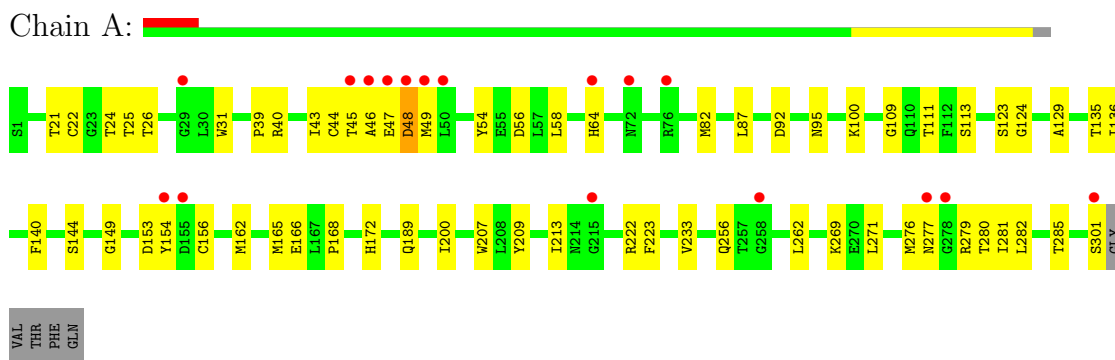 Chain A:
S1 T21 C22 G23 T24 T25 T26 G29 L30 W31 P39 R40 I43 C44 T45 A46 E47 D48 M49 L50 Y54 E55 D56 L57 L58 H64 N72 R76 M82 L87 D92 N95 K100 G109 Q110 T111 F112 S113 S123 G124 A129 T135 I136
F140 S144 G149 D153 Y154 D155 C156 M162 M165 E166 L167 P168 H172 Q189 I200 W207 L208 Y209 I213 N214 G215 R222 F223 V233 Q256 T257 G258 L262 K269 E270 L271 M276 N277 G278 R279 T280 I281 L282 T285 S301 GLY
VAL THR PHE GLN